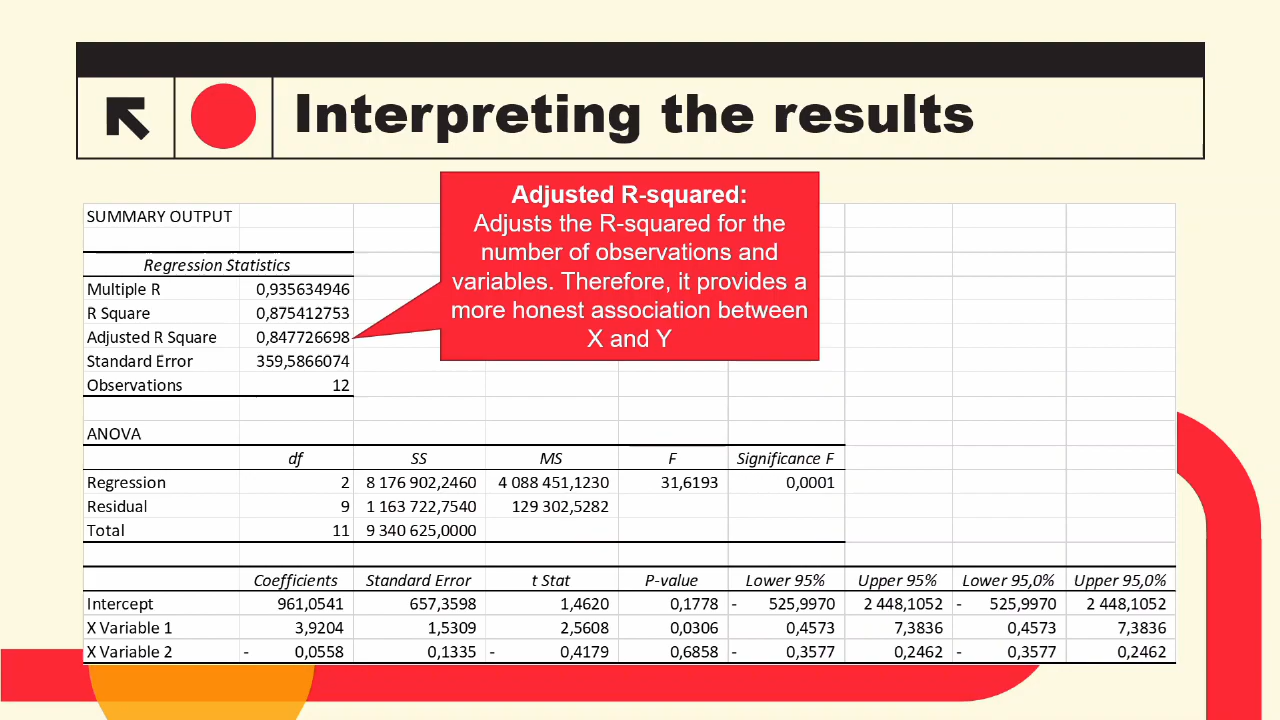 Interpreting the results
Adjusted R-squared:
Adjusts the R-squared for the
number of observations and
variables. Therefore, it provides a
more honest association between
X and Y
SUMMARY OUTPUT
Regression Statistics
Multiple R 0,935634946
R Square 0,875412753
Adjusted R Square 0,847726698
Standard Error 359,5866074
Observations 12
ANOVA
df SS MS F Significance F
Regression 2 8 176 902,2460 4 088 451,1230 31,6193 0,0001
Residual 9 1 163 722,7540 129 302,5282
Total 11 9 340 625,0000
Coefficients Standard Error t Stat P-value Lower 95% Upper 95% Lower 95,0% Upper 95,0%
Intercept 961,0541 657,3598 1,4620 0,1778 - 525,9970 2 448,1052 - 525,9970 2 448,1052
X Variable 1 3,9204 1,5309 2,5608 0,0306 0,4573 7,3836 0,4573 7,3836
X Variable 2 - 0,0558 0,1335 - 0,4179 0,6858 - 0,3577 0,2462 - 0,3577 0,2462